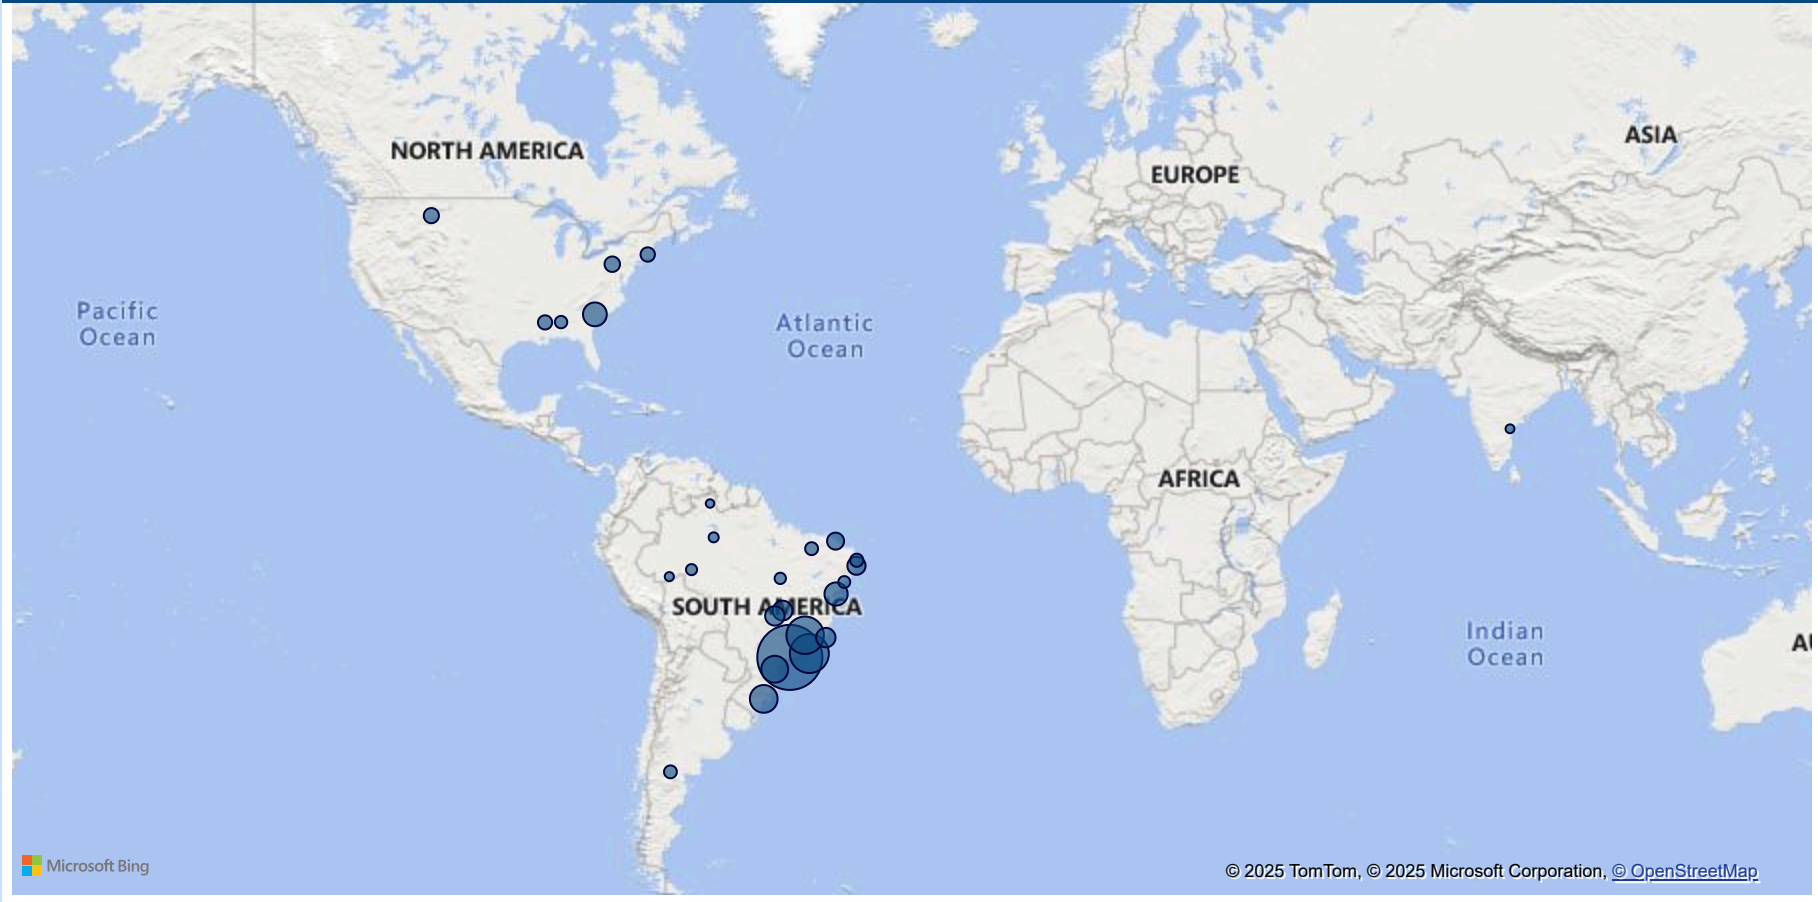 NORTH AMERICA
ASIA
EUROPE
Pacific
Ocean
Atlantic
Ocean
AFRICA
SOUTH AMERICA
Indian
Ocean
AU
Microsoft Bing
© 2025 TomTom, © 2025 Microsoft Corporation, © OpenStreetMap